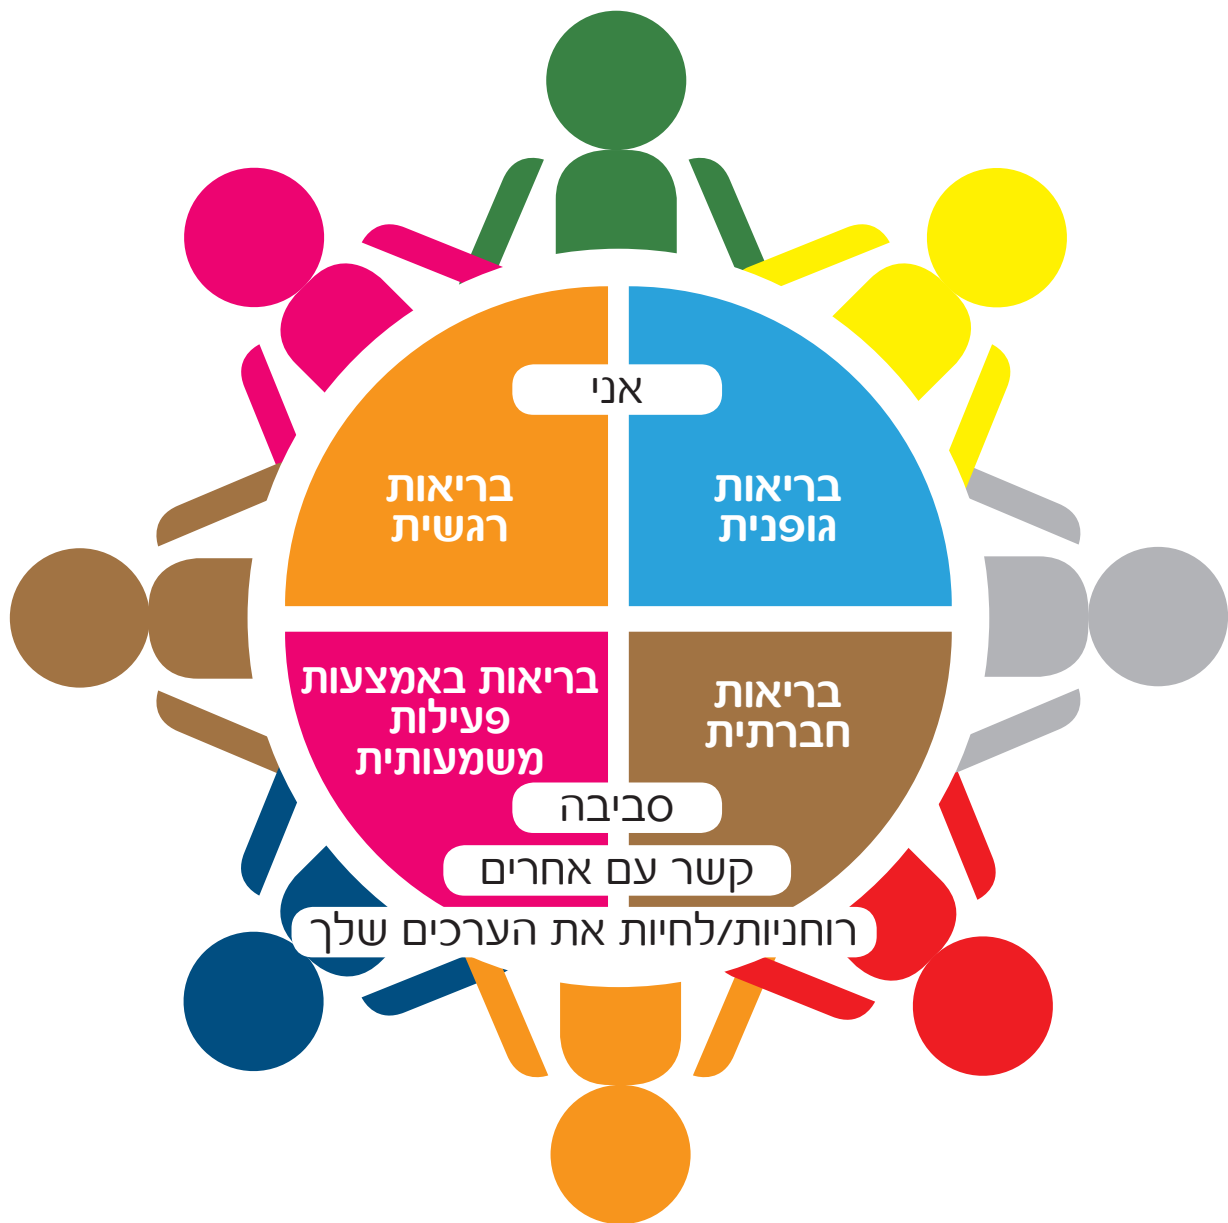 אני
בריאות
גופנית
בריאות
רגשית
בריאות
חברתית
בריאות באמצעות
פעילות
משמעותית
סביבה
קשר עם אחרים
רוחניות/לחיות את הערכים שלך